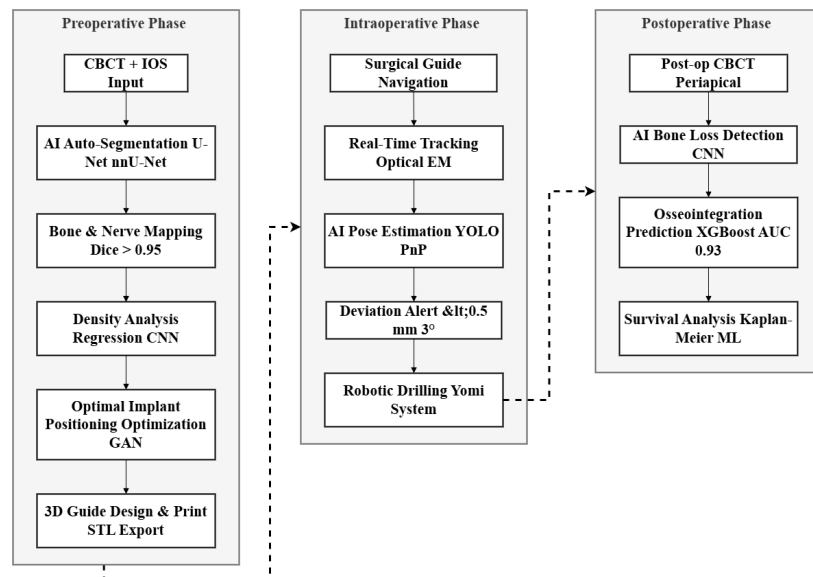 Preoperative Phase
CBCT + IOS
Input
AI Auto-Segmentation U-
Net nnU-Net
Bone & Nerve Mapping
Dice > 0.95
Density Analysis
Regression CNN
Optimal Implant
Positioning Optimization
GAN
3D Guide Design & Print
STL Export
Intraoperative Phase
Surgical Guide
Navigation
Real-Time Tracking
Optical EM
AI Pose Estimation YOLO
PnP
Deviation Alert &lt;0.5
mm 3°
Robotic Drilling Yomi
System
Postoperative Phase
Post-op CBCT
Periapical
AI Bone Loss Detection
CNN
Osseointegration
Prediction XGBoost AUC
0.93
Survival Analysis Kaplan-
Meier ML